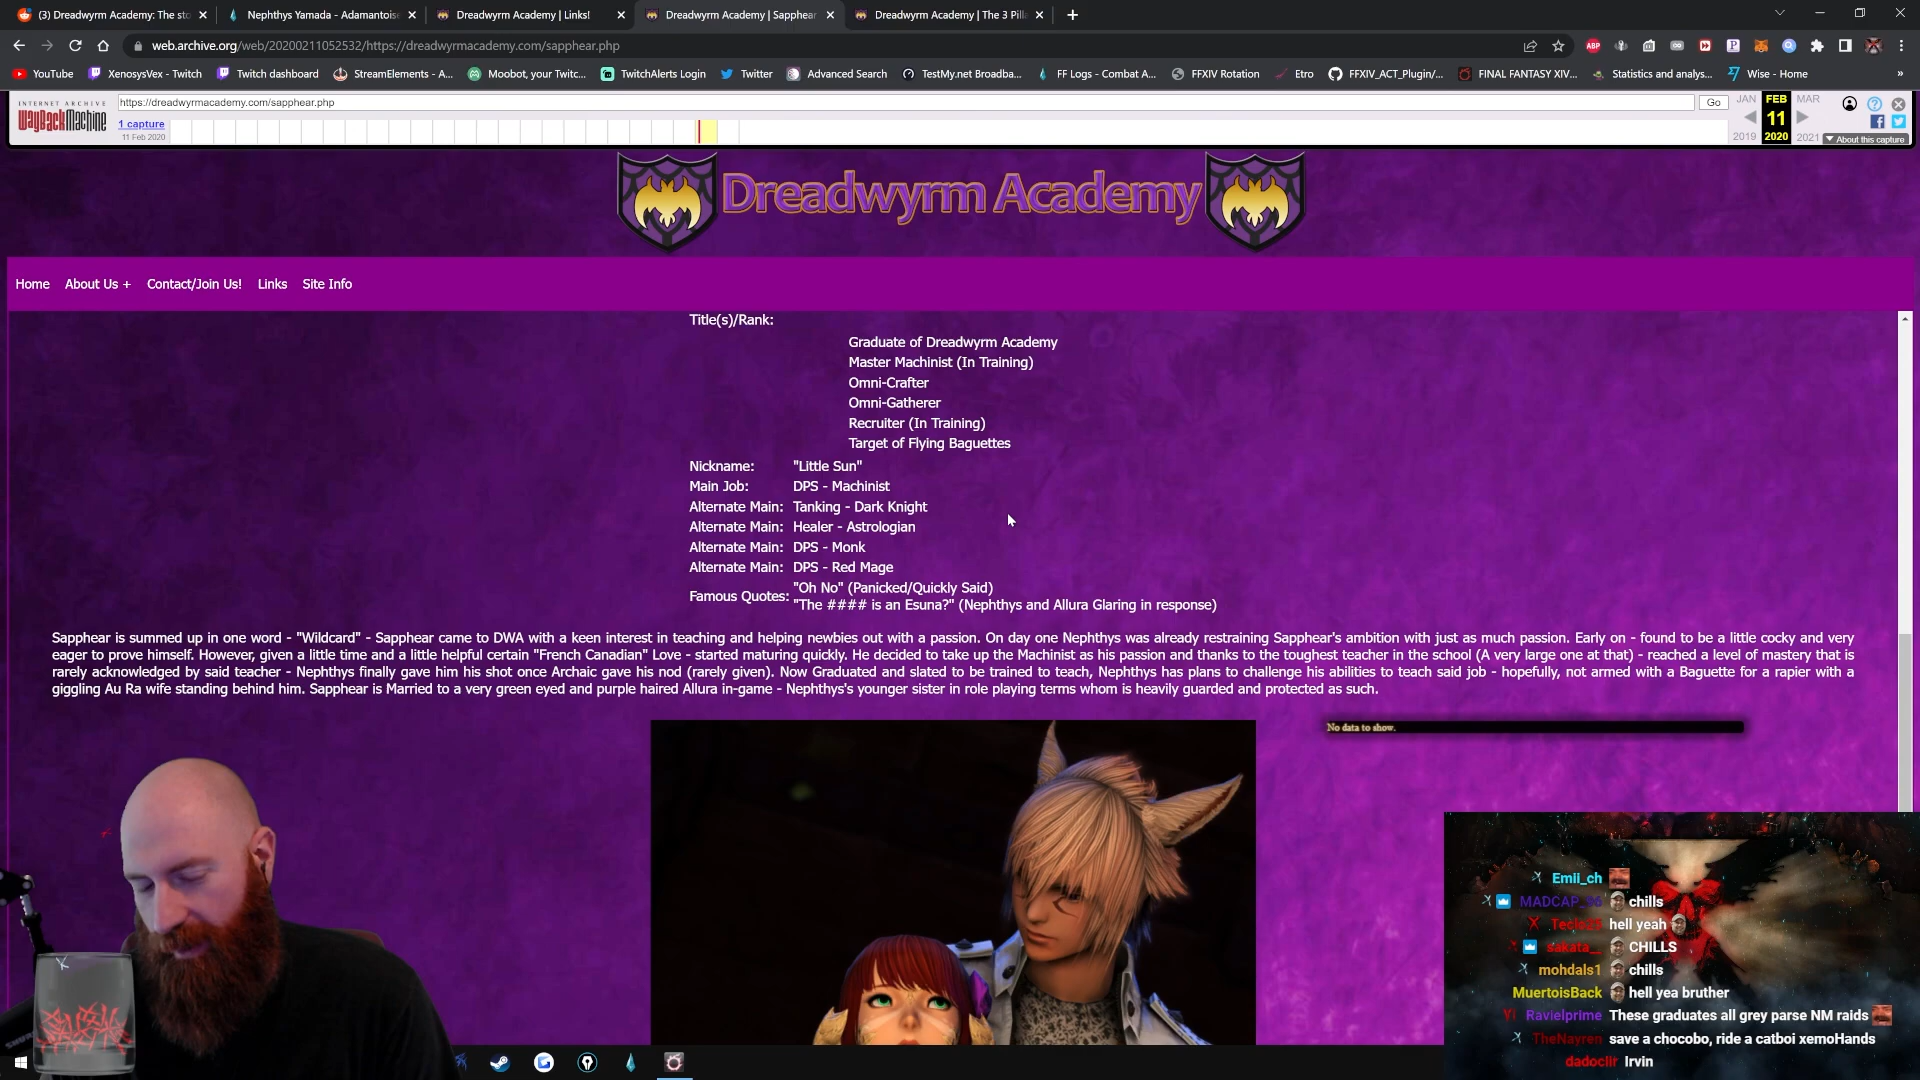 (3) Dreadwyrm Academy: The sto
Nephthys Yamada - Adamantoise
Dreadwyrm Academy | Links!
Dreadwyrm Academy | Sapphear
Dreadwyrm Academy | The 3 Pill
web.archive.org/web/20200211052532/https://dreadwyrmacademy.com/sapphear.php
YouTube
XenosysVex - Twitch
Twitch dashboard
StreamElements - A...
Moobot, your Twitc...
TwitchAlerts Login
Twitter
Advanced Search
TestMy.net Broadba...
FF Logs - Combat A...
FFXIV Rotation
Etro
FFXIV_ACT_Plugin/...
FINAL FANTASY XIV...
Statistics and analys...
Wise - Home
INTERNET ARCHIVE
WayBackMachine
https://dreadwyrmacademy.com/sapphear.php
Go
JAN FEB MAR
1 capture
11
11 Feb 2020
2019 2020 2021
About this capture
Dreadwyrm Academy
Home About Us + Contact/Join Us! Links Site Info
Title(s)/Rank:
Graduate of Dreadwyrm Academy
Master Machinist (In Training)
Omni-Crafter
Omni-Gatherer
Recruiter (In Training)
Target of Flying Baguettes
Nickname: "Little Sun"
Main Job: DPS - Machinist
Alternate Main: Tanking - Dark Knight
Alternate Main: Healer - Astrologian
Alternate Main: DPS - Monk
Alternate Main: DPS - Red Mage
Famous Quotes: "Oh No" (Panicked/Quickly Said)
"The #### is an Esuna?" (Nephthys and Allura Glaring in response)
Sapphear is summed up in one word - "Wildcard" - Sapphear came to DWA with a keen interest in teaching and helping newbies out with a passion. On day one Nephthys was already restraining Sapphear's ambition with just as much passion. Early on - found to be a little cocky and very
eager to prove himself. However, given a little time and a little helpful certain "French Canadian" Love - started maturing quickly. He decided to take up the Machinist as his passion and thanks to the toughest teacher in the school (A very large one at that) - reached a level of mastery that is
rarely acknowledged by said teacher - Nephthys finally gave him his shot once Archaic gave his nod (rarely given). Now Graduated and slated to be trained to teach, Nephthys has plans to challenge his abilities to teach said job - hopefully, not armed with a Baguette for a rapier with a
giggling Au Ra wife standing behind him. Sapphear is Married to a very green eyed and purple haired Allura in-game - Nephthys's younger sister in role playing terms whom is heavily guarded and protected as such.
No data to show.
Emii_ch
chills
hell yeah
sakata__ CHILLS
mohdals1 chills
MuertoisBack hell yea bruther
Ravielprime These graduates all grey parse NM raids
TheNayren save a chocobo, ride a catboi xemoHands
dadoclir Irvin